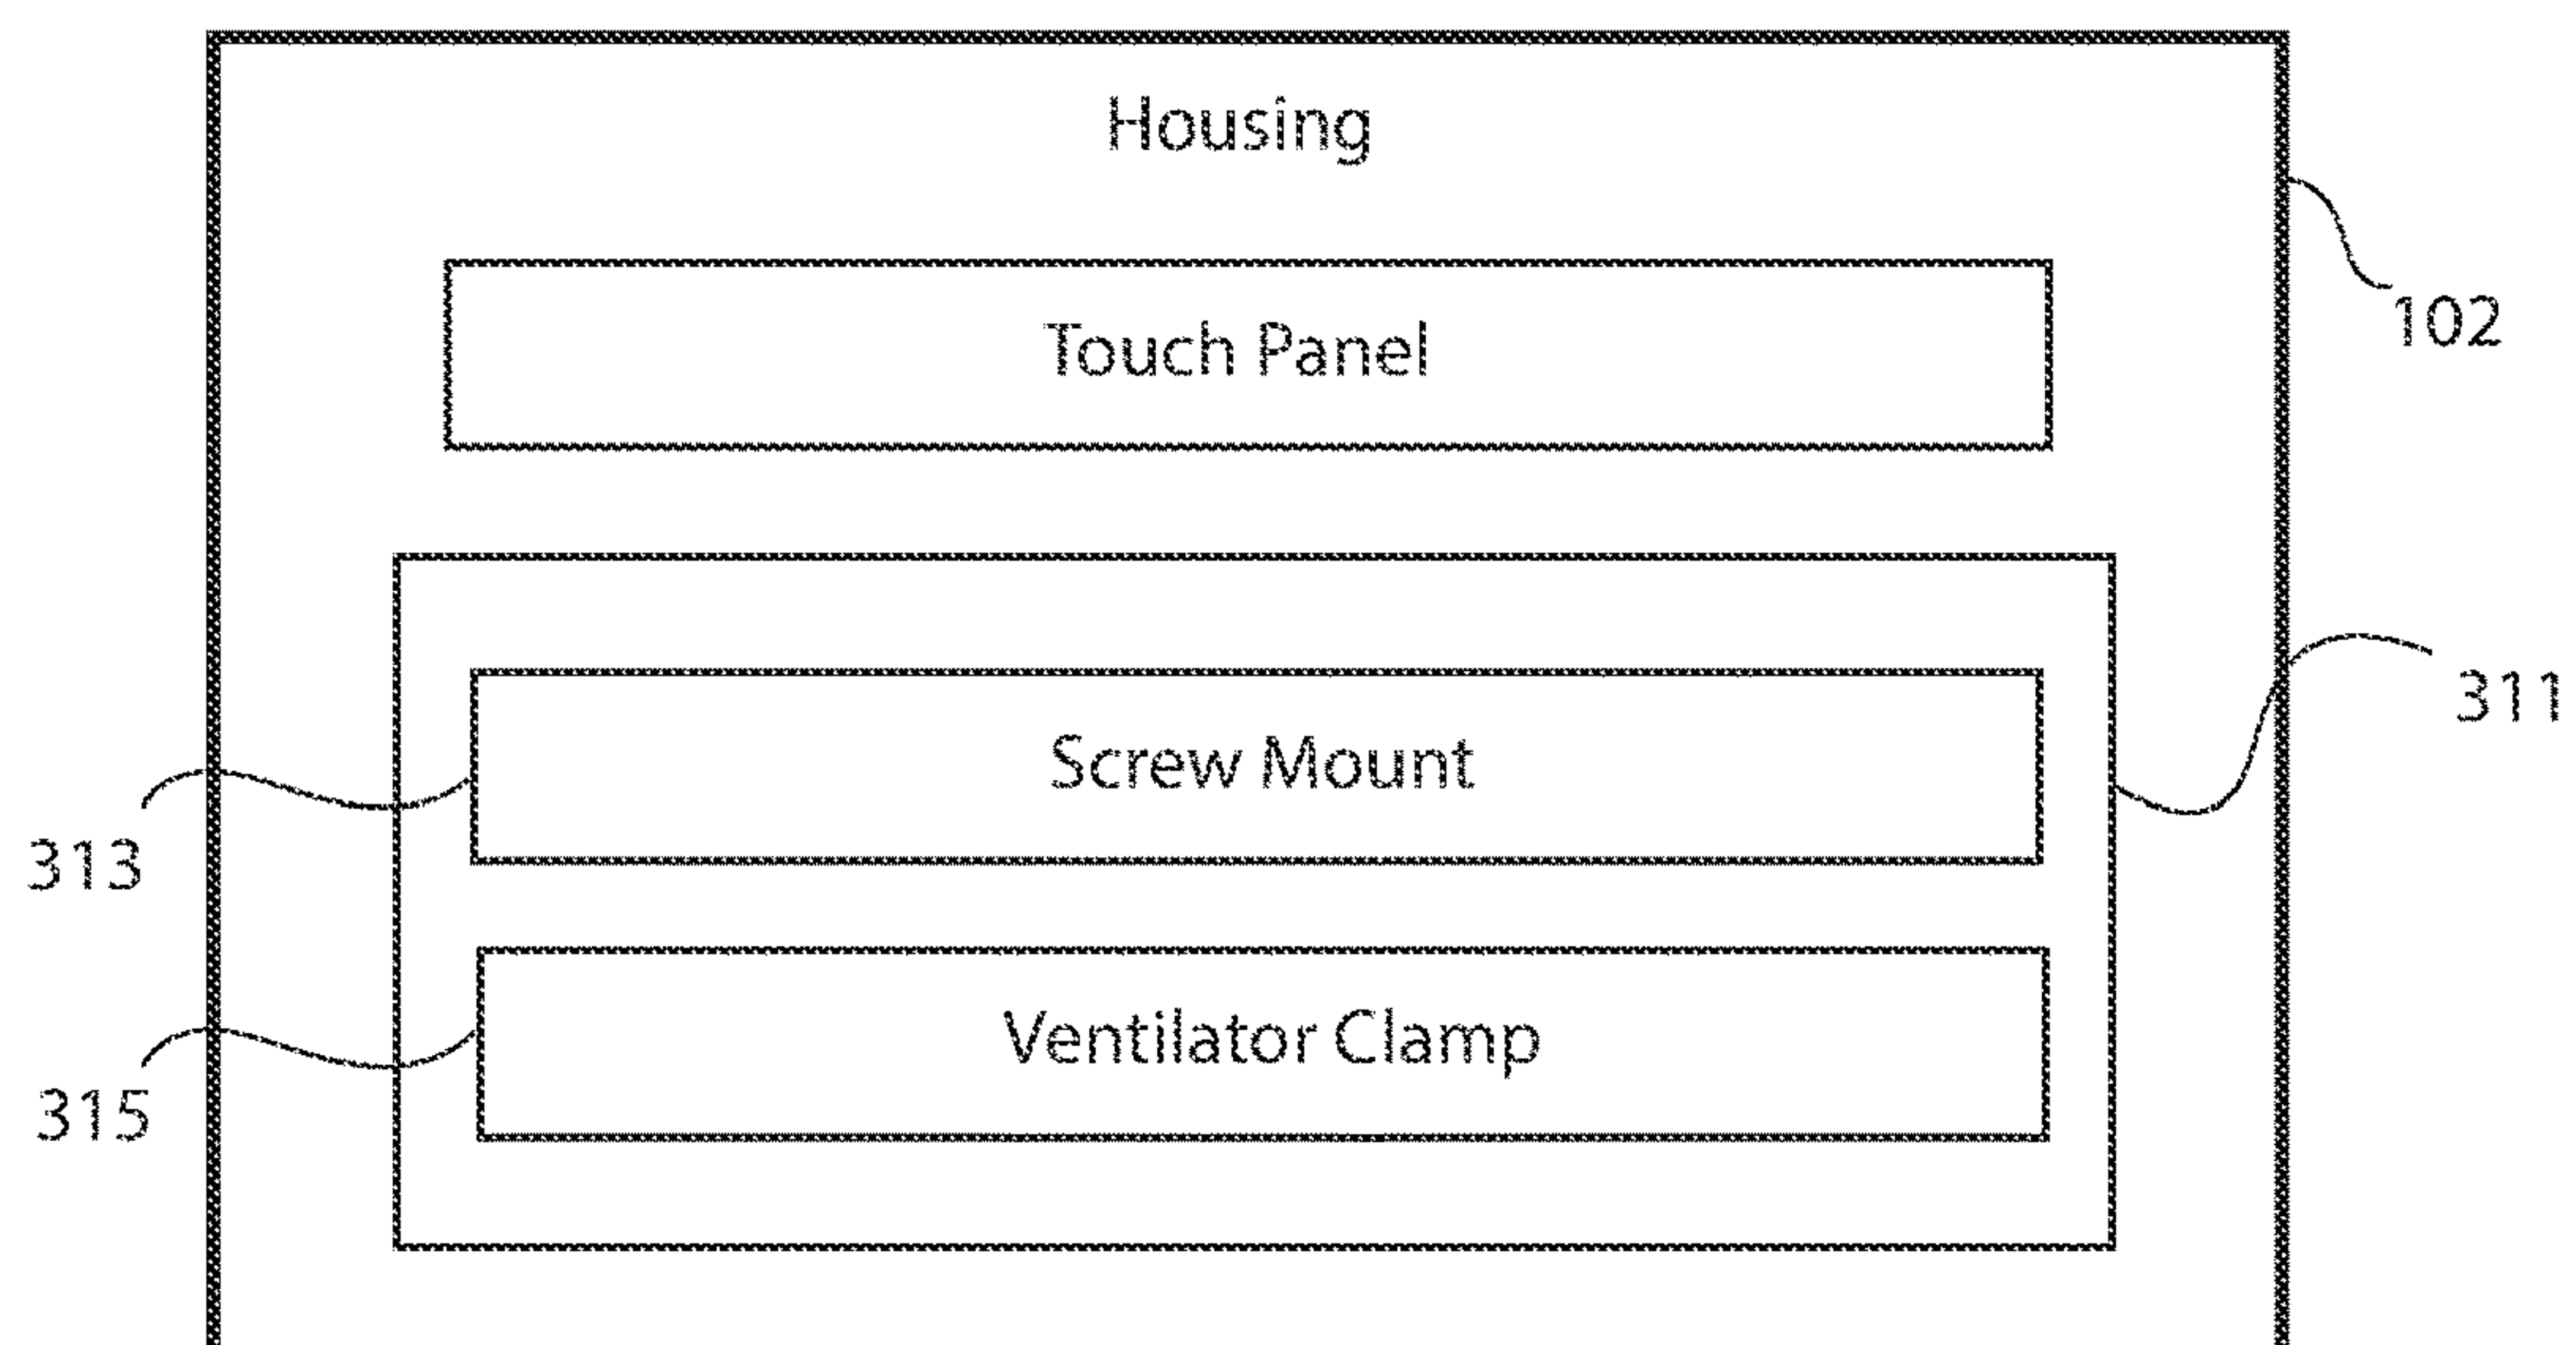 Housing
102
Touch Panel
311
Screw Mount
313
Ventilator Clamp
315